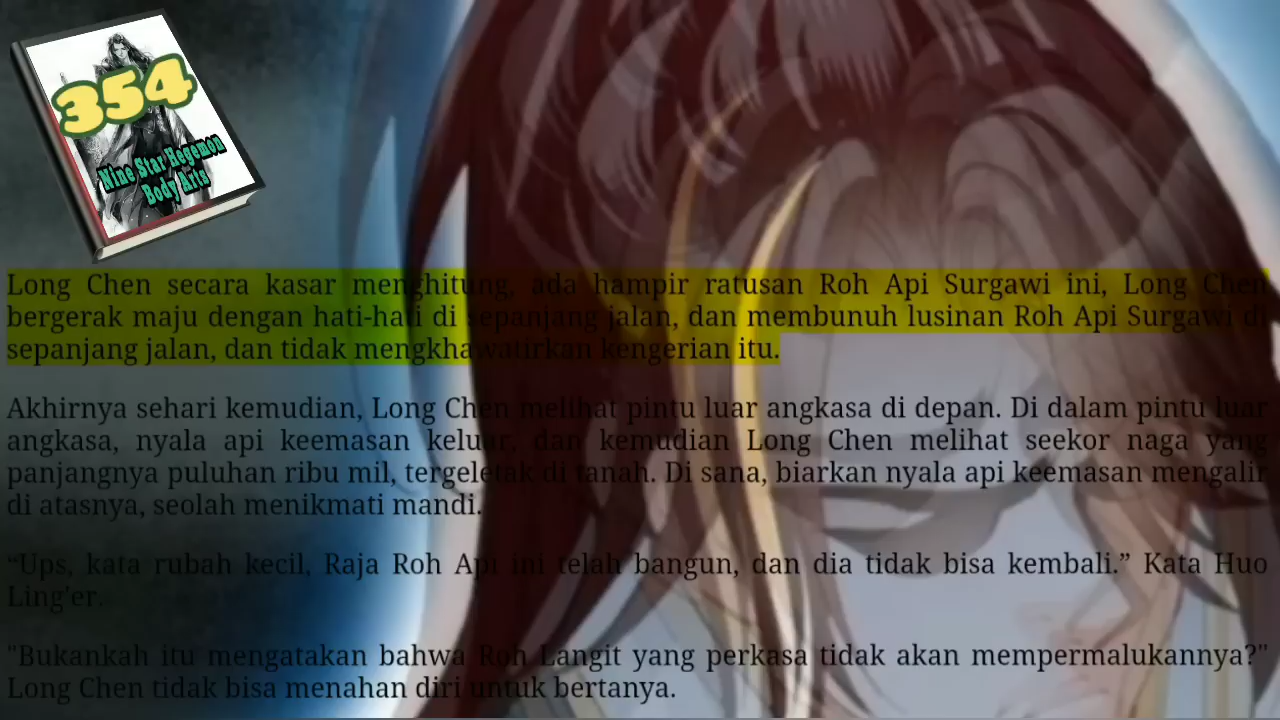 354
Nine Star Hegemon
Body Arts
Long Chen secara kasar menghitung, ada hampir ratusan Roh Api Surgawi ini, Long Chen
bergerak maju dengan hati-hati di sepanjang jalan, dan membunuh lusinan Roh Api Surgawi di
sepanjang jalan, dan tidak mengkhawatirkan kengerian itu.
Akhirnya sehari kemudian, Long Chen melihat pintu luar angkasa di depan. Di dalam pintu luar
angkasa, nyala api keemasan keluar, dan kemudian Long Chen melihat seekor naga yang
panjangnya puluhan ribu mil, tergeletak di tanah. Di sana, biarkan nyala api keemasan mengalir
di atasnya, seolah menikmati mandi.
“Ups, kata rubah kecil, Raja Roh Api ini telah bangun, dan dia tidak bisa kembali.” Kata Huo
Ling'er.
"Bukankah itu mengatakan bahwa Roh Langit yang perkasa tidak akan mempermalukannya?"
Long Chen tidak bisa menahan diri untuk bertanya.